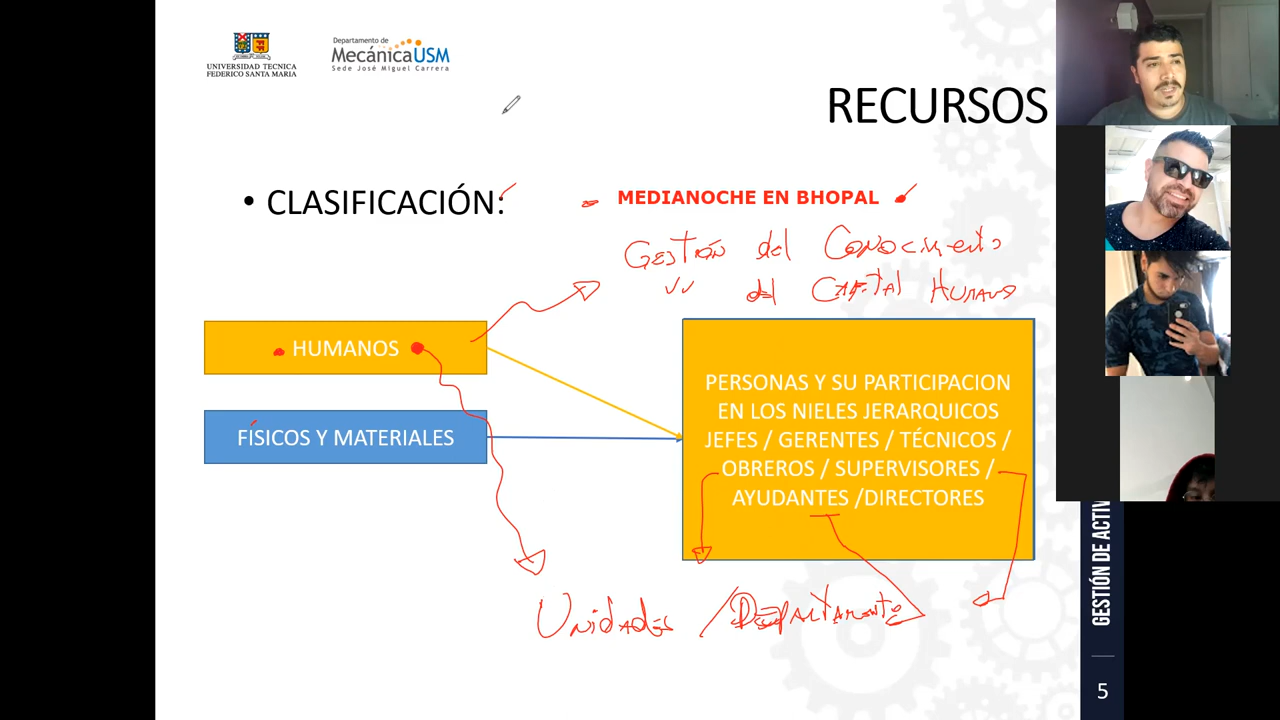 UNIVERSIDAD TECNICA
FEDERICO SANTA MARIA
Departamento de
MecánicaUSM
Sede José Miguel Carrera
RECURSOS
• CLASIFICACIÓN:
MEDIANOCHE EN BHOPAL
GESTIÓN del CONOCIMIENTO
del CAPITAL HUMANO
HUMANOS
FÍSICOS Y MATERIALES
PERSONAS Y SU PARTICIPACION
EN LOS NIELES JERARQUICOS
JEFES / GERENTES / TÉCNICOS /
OBREROS / SUPERVISORES /
AYUDANTES /DIRECTORES
UNIDADES / DEPARTAMENTO
GESTIÓN DE ACTIV
5